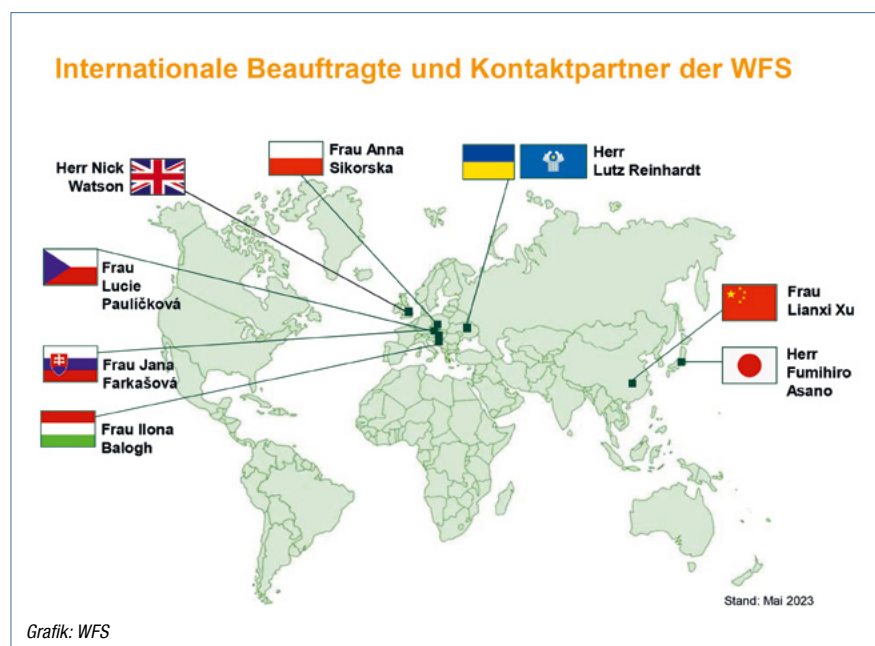 Internationale Beauftragte und Kontaktpartner der WFS
Herr Nick
Watson
Frau Anna
Sikorska
Herr
Lutz Reinhardt
Frau
Lucie
Paulíčková
Frau Jana
Farkašová
Frau Ilona
Balogh
Frau
Lianxi Xu
Herr
Fumihiro
Asano
Stand: Mai 2023
Grafik: WFS